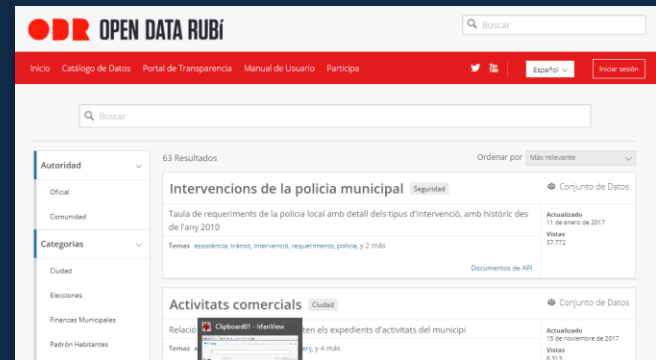 ODR OPEN DATA RUBÍ
Buscar
Inicio Catálogo de Datos Portal de Transparencia Manual de Usuario Participa
Español
Iniciar sesión
Buscar
Autoridad
Oficial
Comunidad
Categorías
Ciudad
Elecciones
Finanzas Municipales
Padrón Habitantes
63 Resultados
Ordenar por Más relevante
Intervencions de la policia municipal Seguridad
Conjunto de Datos
Taula de requeriments de la policia local amb detall dels tipus d'intervenció, amb històric des
de l'any 2010
Temas assistència, trànsit, intervenció, requeriments, policia, y 2 más
Documentos de API
Actualizado
11 de enero de 2017
Vistas
37.772
Activitats comercials Ciudad
Conjunto de Datos
Relació
ten els expedients d'activitats del municipi
Temas
y 4 más
Clipboard01 - IrfanView
Actualizado
15 de noviembre de 2017
Vistas